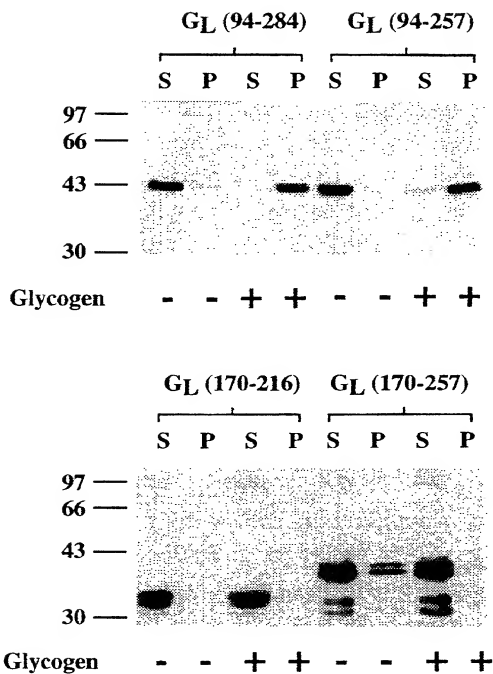 GL (94-284) GL (94-257)
S P S P S P S P
97
66
43
30
Glycogen - - + + - - + +
GL (170-216) GL (170-257)
S P S P S P S P
97
66
43
30
Glycogen - - + + - - + +